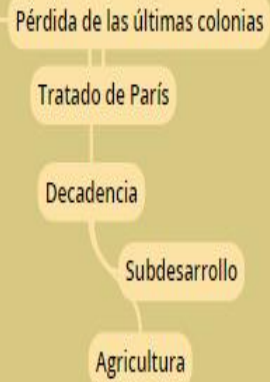 Pérdida de las últimas colonias
Tratado de París
Decadencia
Subdesarrollo
Agricultura